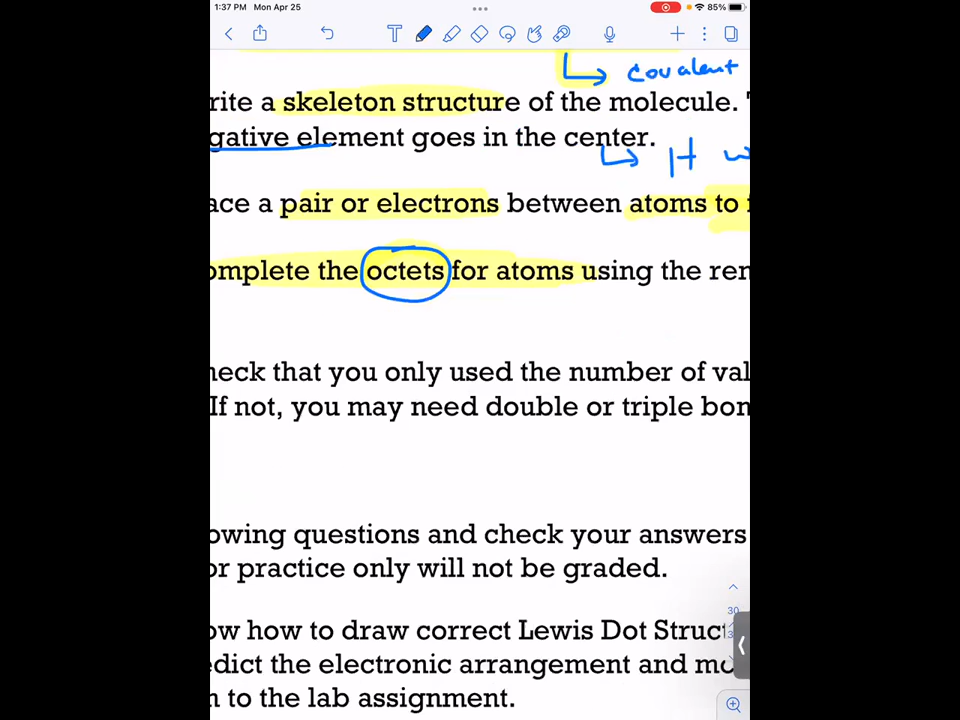 1:37 PM Mon Apr 25
85%
covalent
rite a skeleton structure of the molecule.
gative element goes in the center.
H
ace a pair or electrons between atoms to
omplete the octets for atoms using the ren
heck that you only used the number of val
If not, you may need double or triple bon
owing questions and check your answers
or practice only will not be graded.
30
ow how to draw correct Lewis Dot Struct
edict the electronic arrangement and mo
n to the lab assignment.